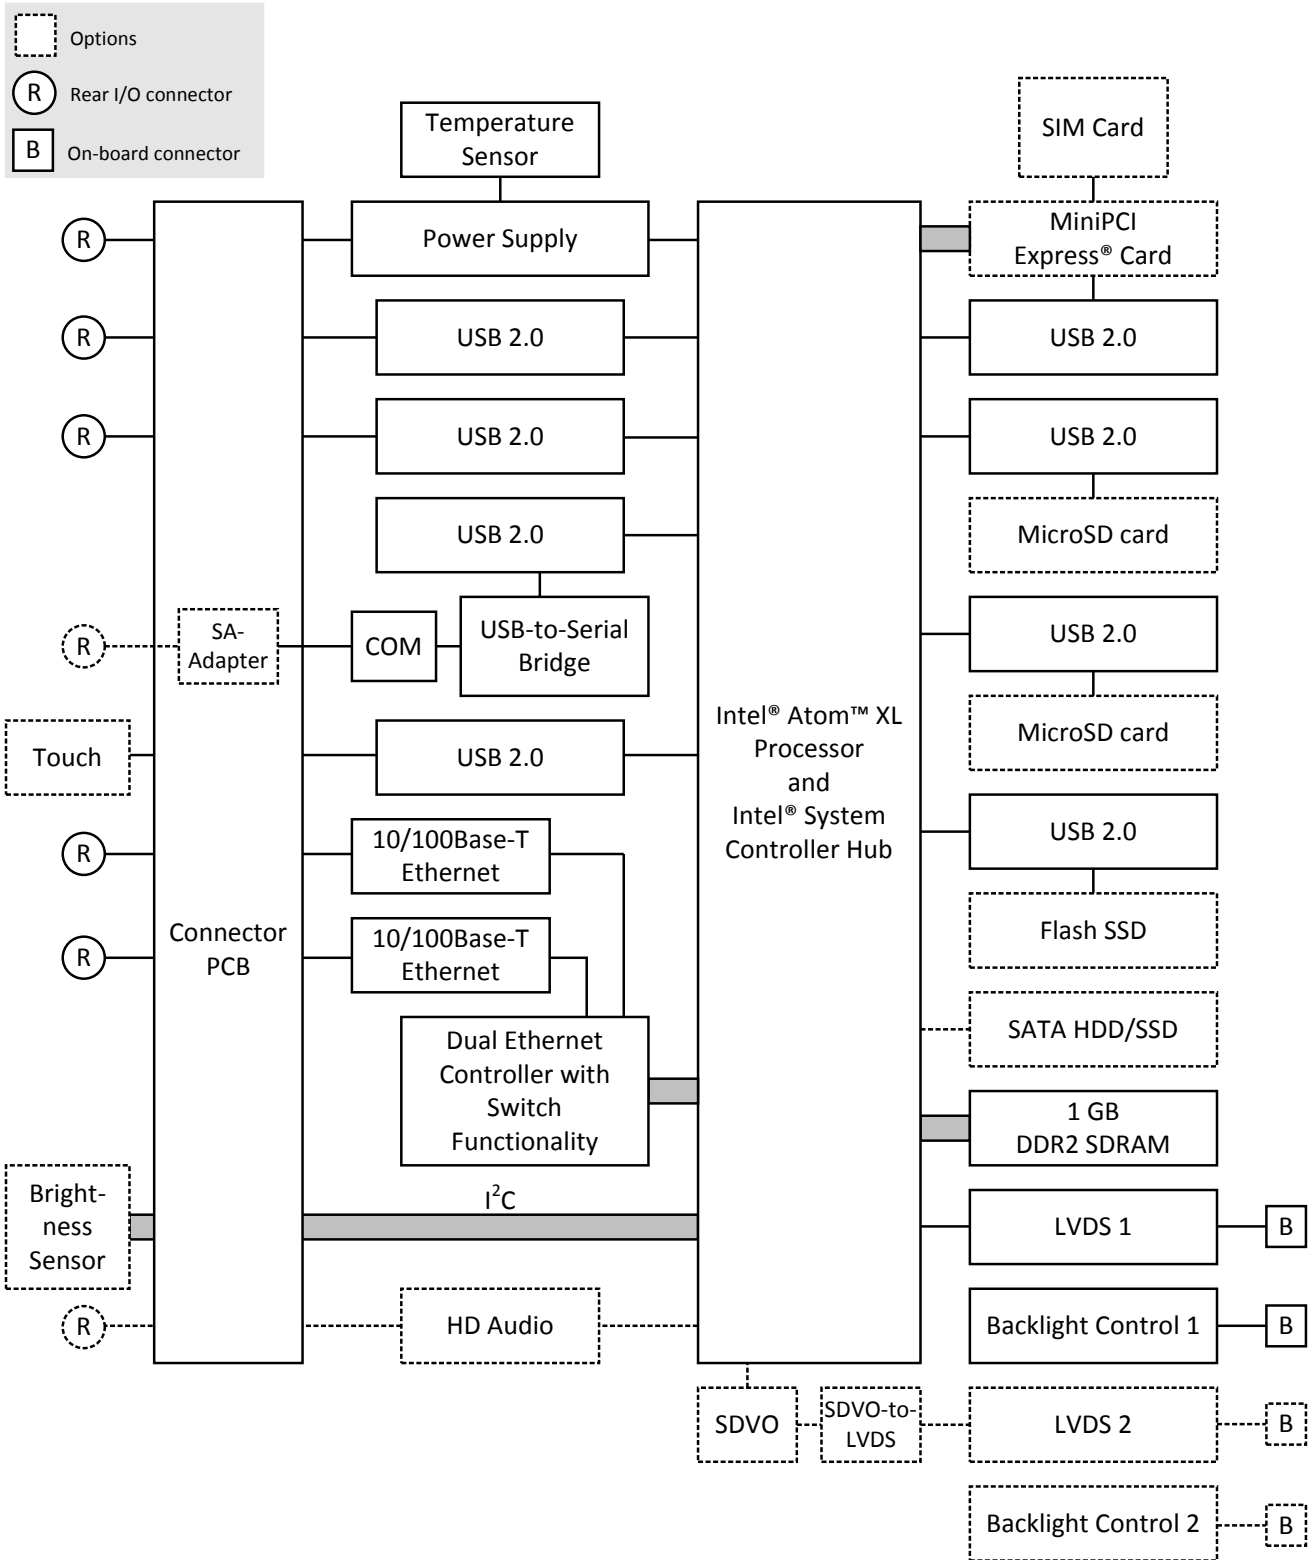 Options
R
Rear I/O connector
B
On-board connector
Temperature
Sensor
SIM Card
R
Power Supply
MiniPCI
Express® Card
R
USB 2.0
USB 2.0
R
USB 2.0
USB 2.0
USB 2.0
MicroSD card
R
SA-
Adapter
COM
USB-to-Serial
Bridge
USB 2.0
Touch
USB 2.0
Intel® Atom™ XL
Processor
and
Intel® System
Controller Hub
MicroSD card
R
10/100Base-T
Ethernet
USB 2.0
R
Connector
PCB
10/100Base-T
Ethernet
Flash SSD
Dual Ethernet
Controller with
Switch
Functionality
SATA HDD/SSD
1 GB
DDR2 SDRAM
Bright-
ness
Sensor
I²C
LVDS 1
B
R
HD Audio
Backlight Control 1
B
SDVO
SDVO-to-
LVDS
LVDS 2
B
Backlight Control 2
B